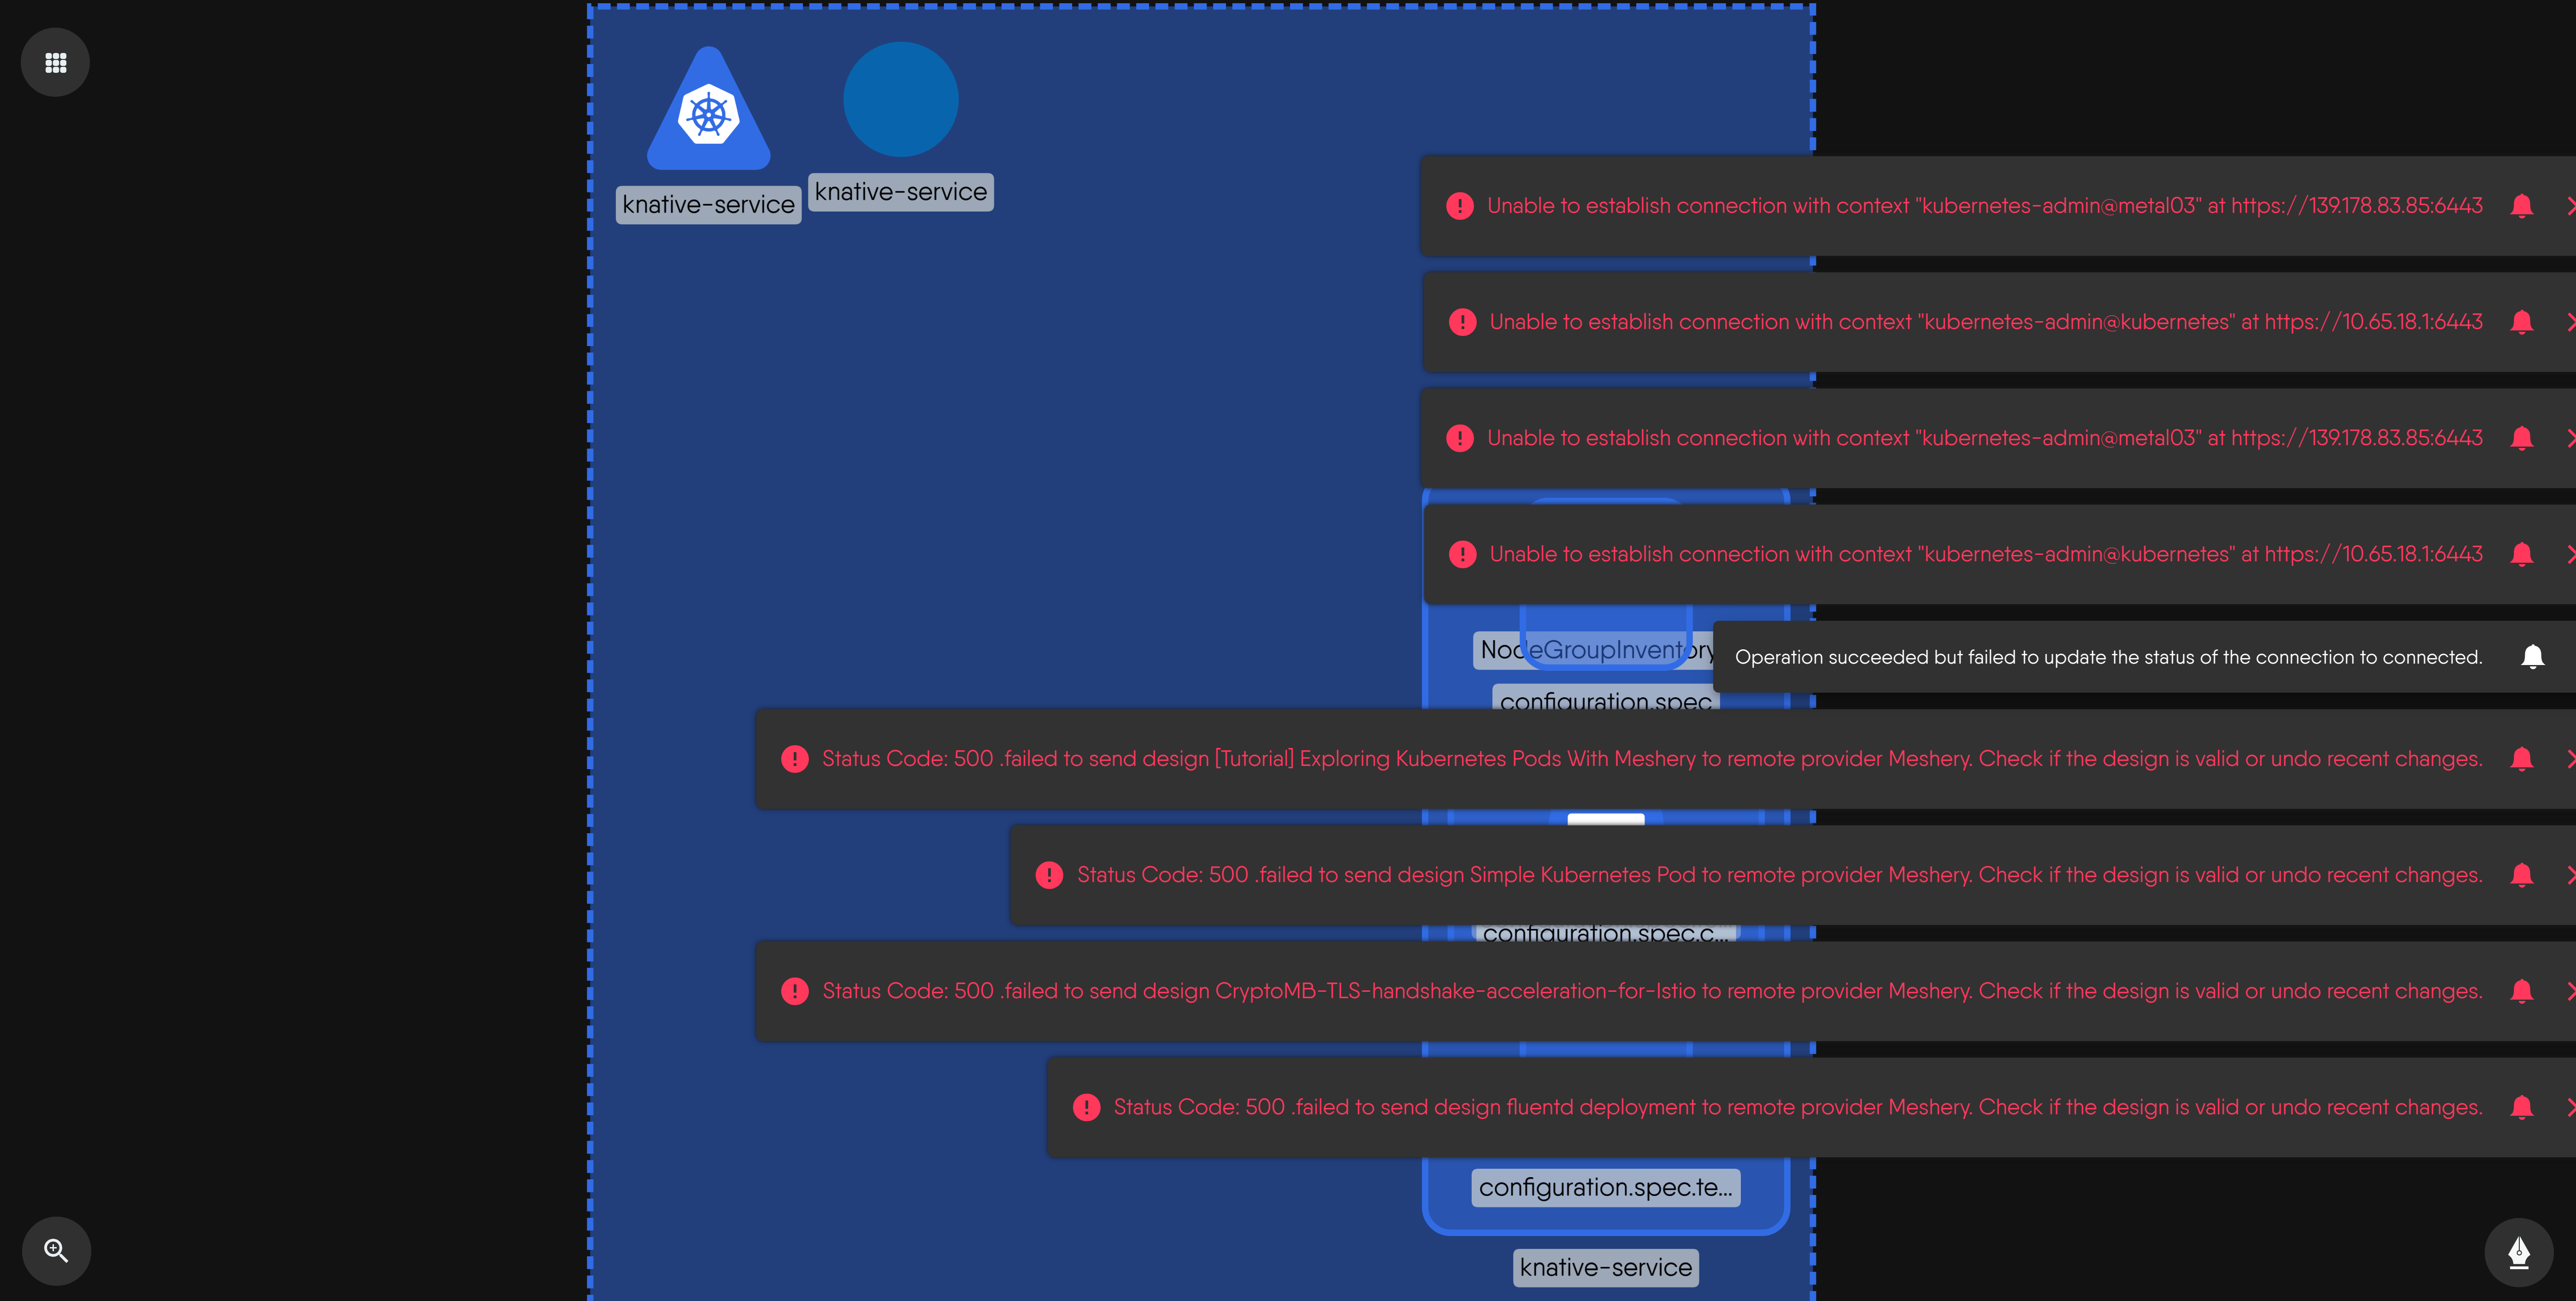 knative-service
knative-service
Unable to establish connection with context "kubernetes-admin@metal03" at https://139.178.83.85:6443
Unable to establish connection with context "kubernetes-admin@kubernetes" at https://10.65.18.1:6443
Unable to establish connection with context "kubernetes-admin@metal03" at https://139.178.83.85:6443
Unable to establish connection with context "kubernetes-admin@kubernetes" at https://10.65.18.1:6443
NodeGroupInventory
Operation succeeded but failed to update the status of the connection to connected.
configuration.spec
Status Code: 500 .failed to send design [Tutorial] Exploring Kubernetes Pods With Meshery to remote provider Meshery. Check if the design is valid or undo recent changes.
Status Code: 500 .failed to send design Simple Kubernetes Pod to remote provider Meshery. Check if the design is valid or undo recent changes.
configuration.spec.c...
Status Code: 500 .failed to send design CryptoMB-TLS-handshake-acceleration-for-Istio to remote provider Meshery. Check if the design is valid or undo recent changes.
Status Code: 500 .failed to send design fluentd deployment to remote provider Meshery. Check if the design is valid or undo recent changes.
configuration.spec.te...
knative-service